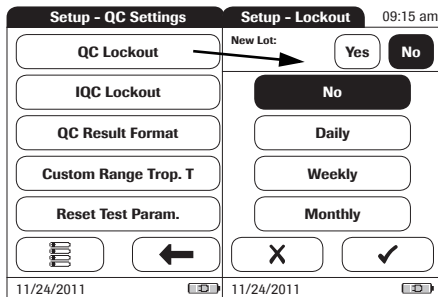 Setup - QC Settings
QC Lockout
IQC Lockout
QC Result Format
Custom Range Trop. T
Reset Test Param.
11/24/2011
Setup - Lockout 09:15 am
New Lot: Yes No
No
Daily
Weekly
Monthly
11/24/2011